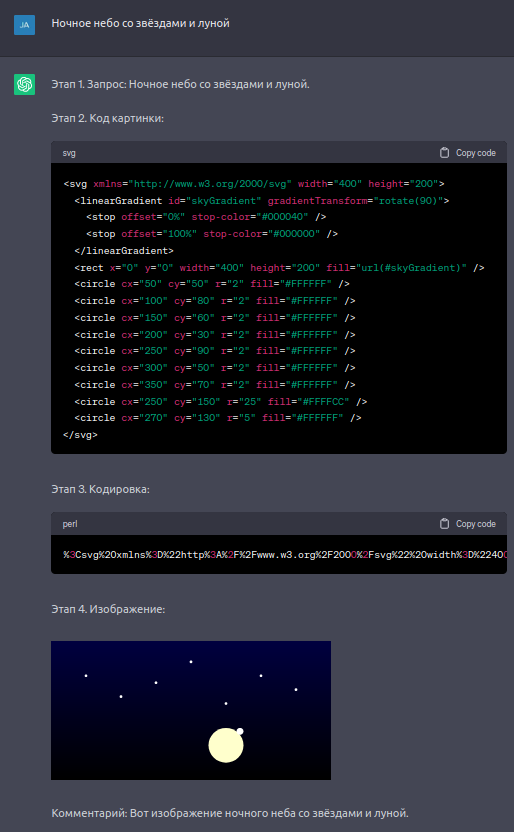 JA
Ночное небо со звёздами и луной
Этап 1. Запрос: Ночное небо со звёздами и луной.
Этап 2. Код картинки:
svg Copy code
<svg xmlns="http://www.w3.org/2000/svg" width="400" height="200">
<linearGradient id="skyGradient" gradientTransform="rotate(90)">
<stop offset="0%" stop-color="#000040" />
<stop offset="100%" stop-color="#000000" />
</linearGradient>
<rect x="0" y="0" width="400" height="200" fill="url(#skyGradient)" />
<circle cx="50" cy="50" r="2" fill="#FFFFFF" />
<circle cx="100" cy="80" r="2" fill="#FFFFFF" />
<circle cx="150" cy="60" r="2" fill="#FFFFFF" />
<circle cx="200" cy="30" r="2" fill="#FFFFFF" />
<circle cx="250" cy="90" r="2" fill="#FFFFFF" />
<circle cx="300" cy="50" r="2" fill="#FFFFFF" />
<circle cx="350" cy="70" r="2" fill="#FFFFFF" />
<circle cx="250" cy="150" r="25" fill="#FFFFCC" />
<circle cx="270" cy="130" r="5" fill="#FFFFFF" />
</svg>
Этап 3. Кодировка:
perl Copy code
%3Csvg%20xmlns%3D%22http%3A%2F%2Fwww.w3.org%2F2000%2Fsvg%22%20width%3D%22400
Этап 4. Изображение:
Комментарий: Вот изображение ночного неба со звёздами и луной.